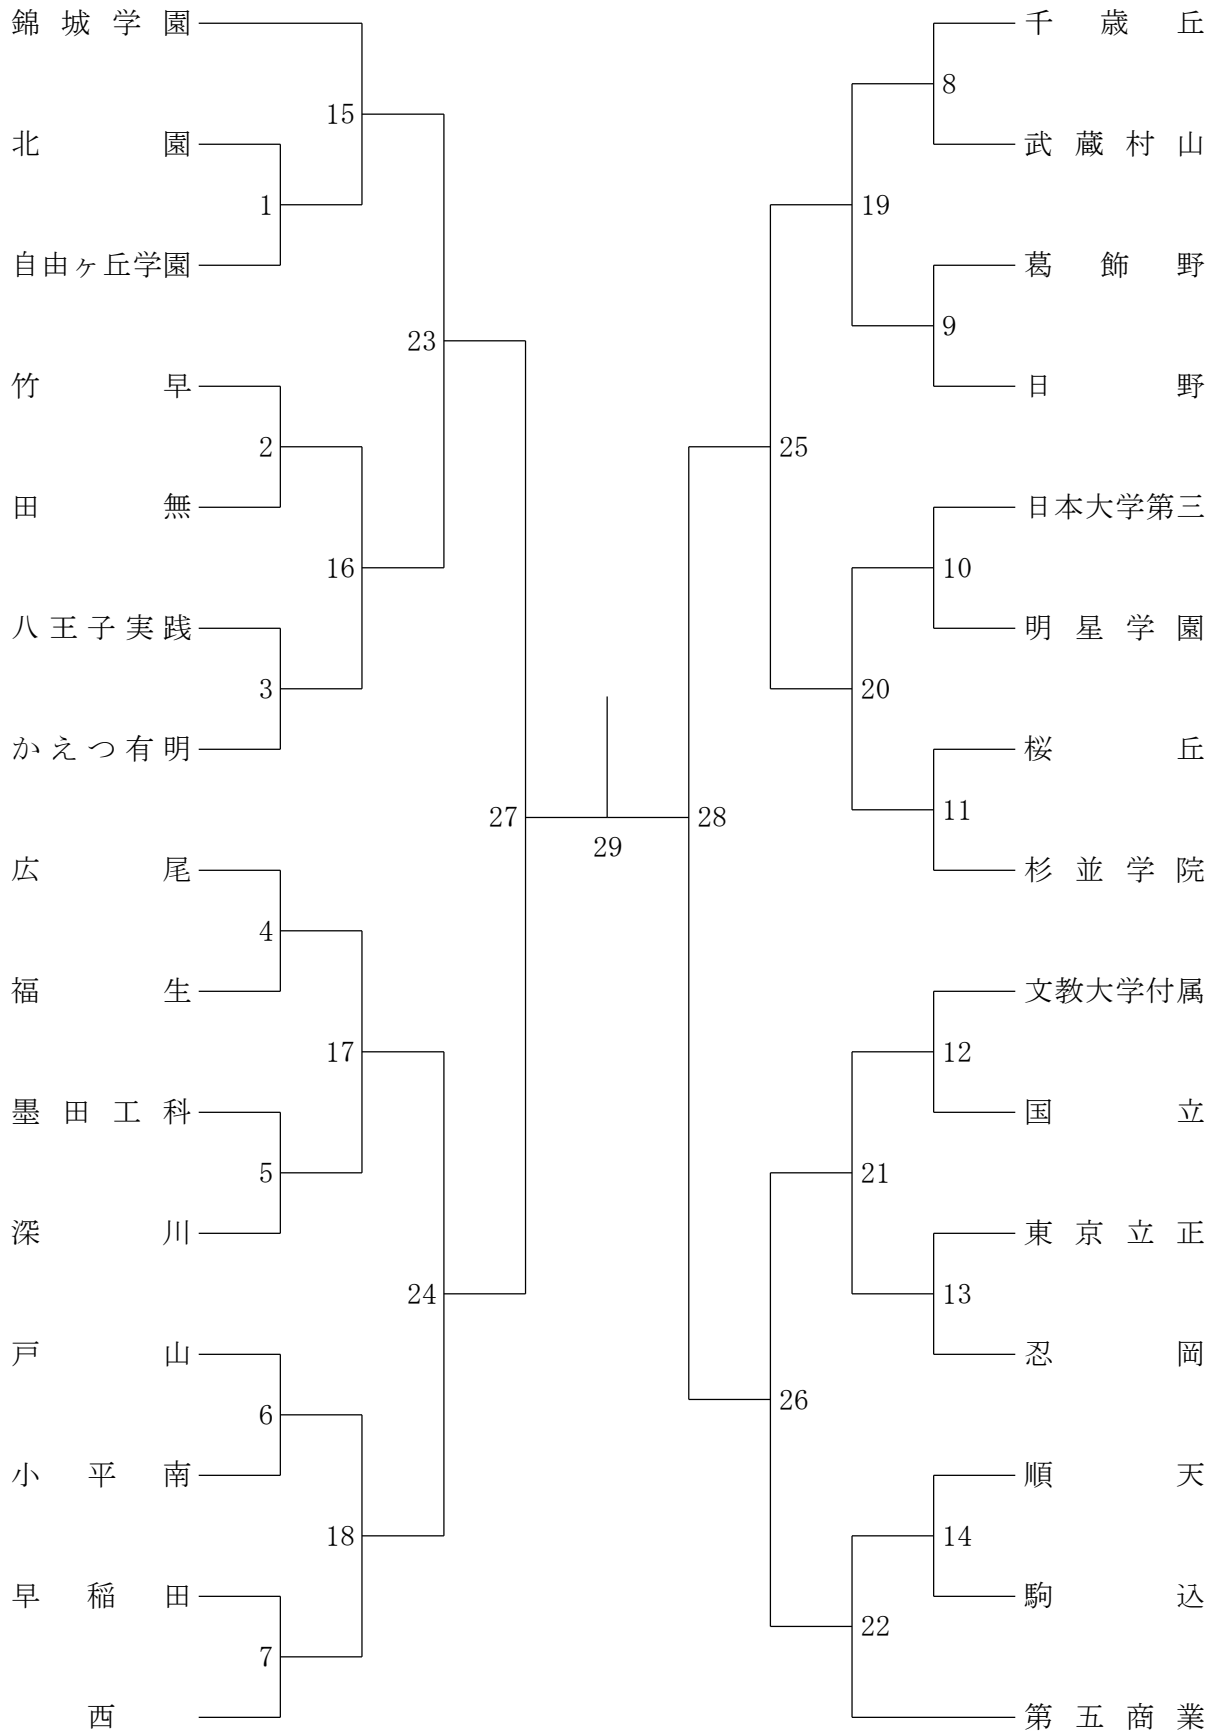 錦城学園
15
北園
1
自由ヶ丘学園
23
竹早
2
田無
16
八王子実践
3
かえつ有明
27
広尾
4
福生
17
墨田工科
5
深川
24
戸山
6
小平南
18
早稲田
7
西
29
千歳丘
8
武蔵村山
19
葛飾野
9
日野
25
日本大学第三
10
明星学園
20
桜丘
11
杉並学院
28
文教大学付属
12
国立
21
東京立正
13
忍岡
26
順天
14
駒込
22
第五商業